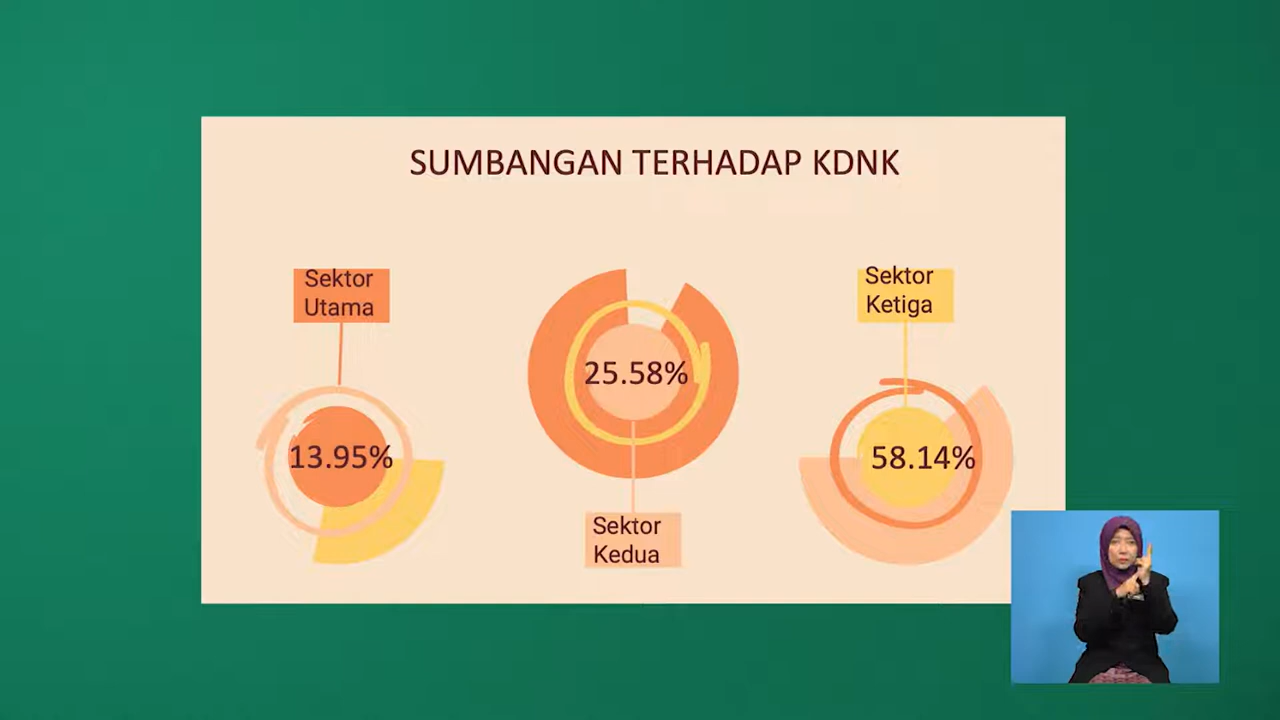 SUMBANGAN TERHADAP KDNK
Sektor
Utama
13.95%
25.58%
Sektor
Kedua
Sektor
Ketiga
58.14%